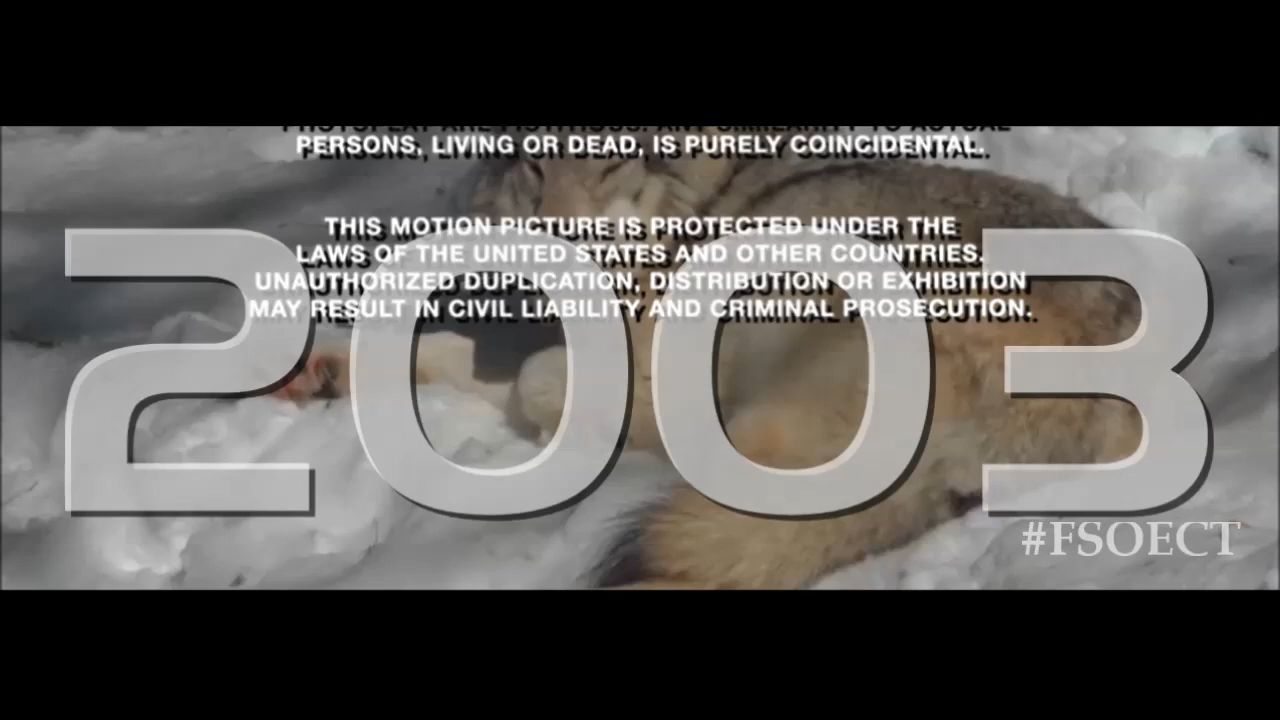 PERSONS, LIVING OR DEAD, IS PURELY COINCIDENTAL.
THIS MOTION PICTURE IS PROTECTED UNDER THE
LAWS OF THE UNITED STATES AND OTHER COUNTRIES.
UNAUTHORIZED DUPLICATION, DISTRIBUTION OR EXHIBITION
MAY RESULT IN CIVIL LIABILITY AND CRIMINAL PROSECUTION.
2003
#FSOECT